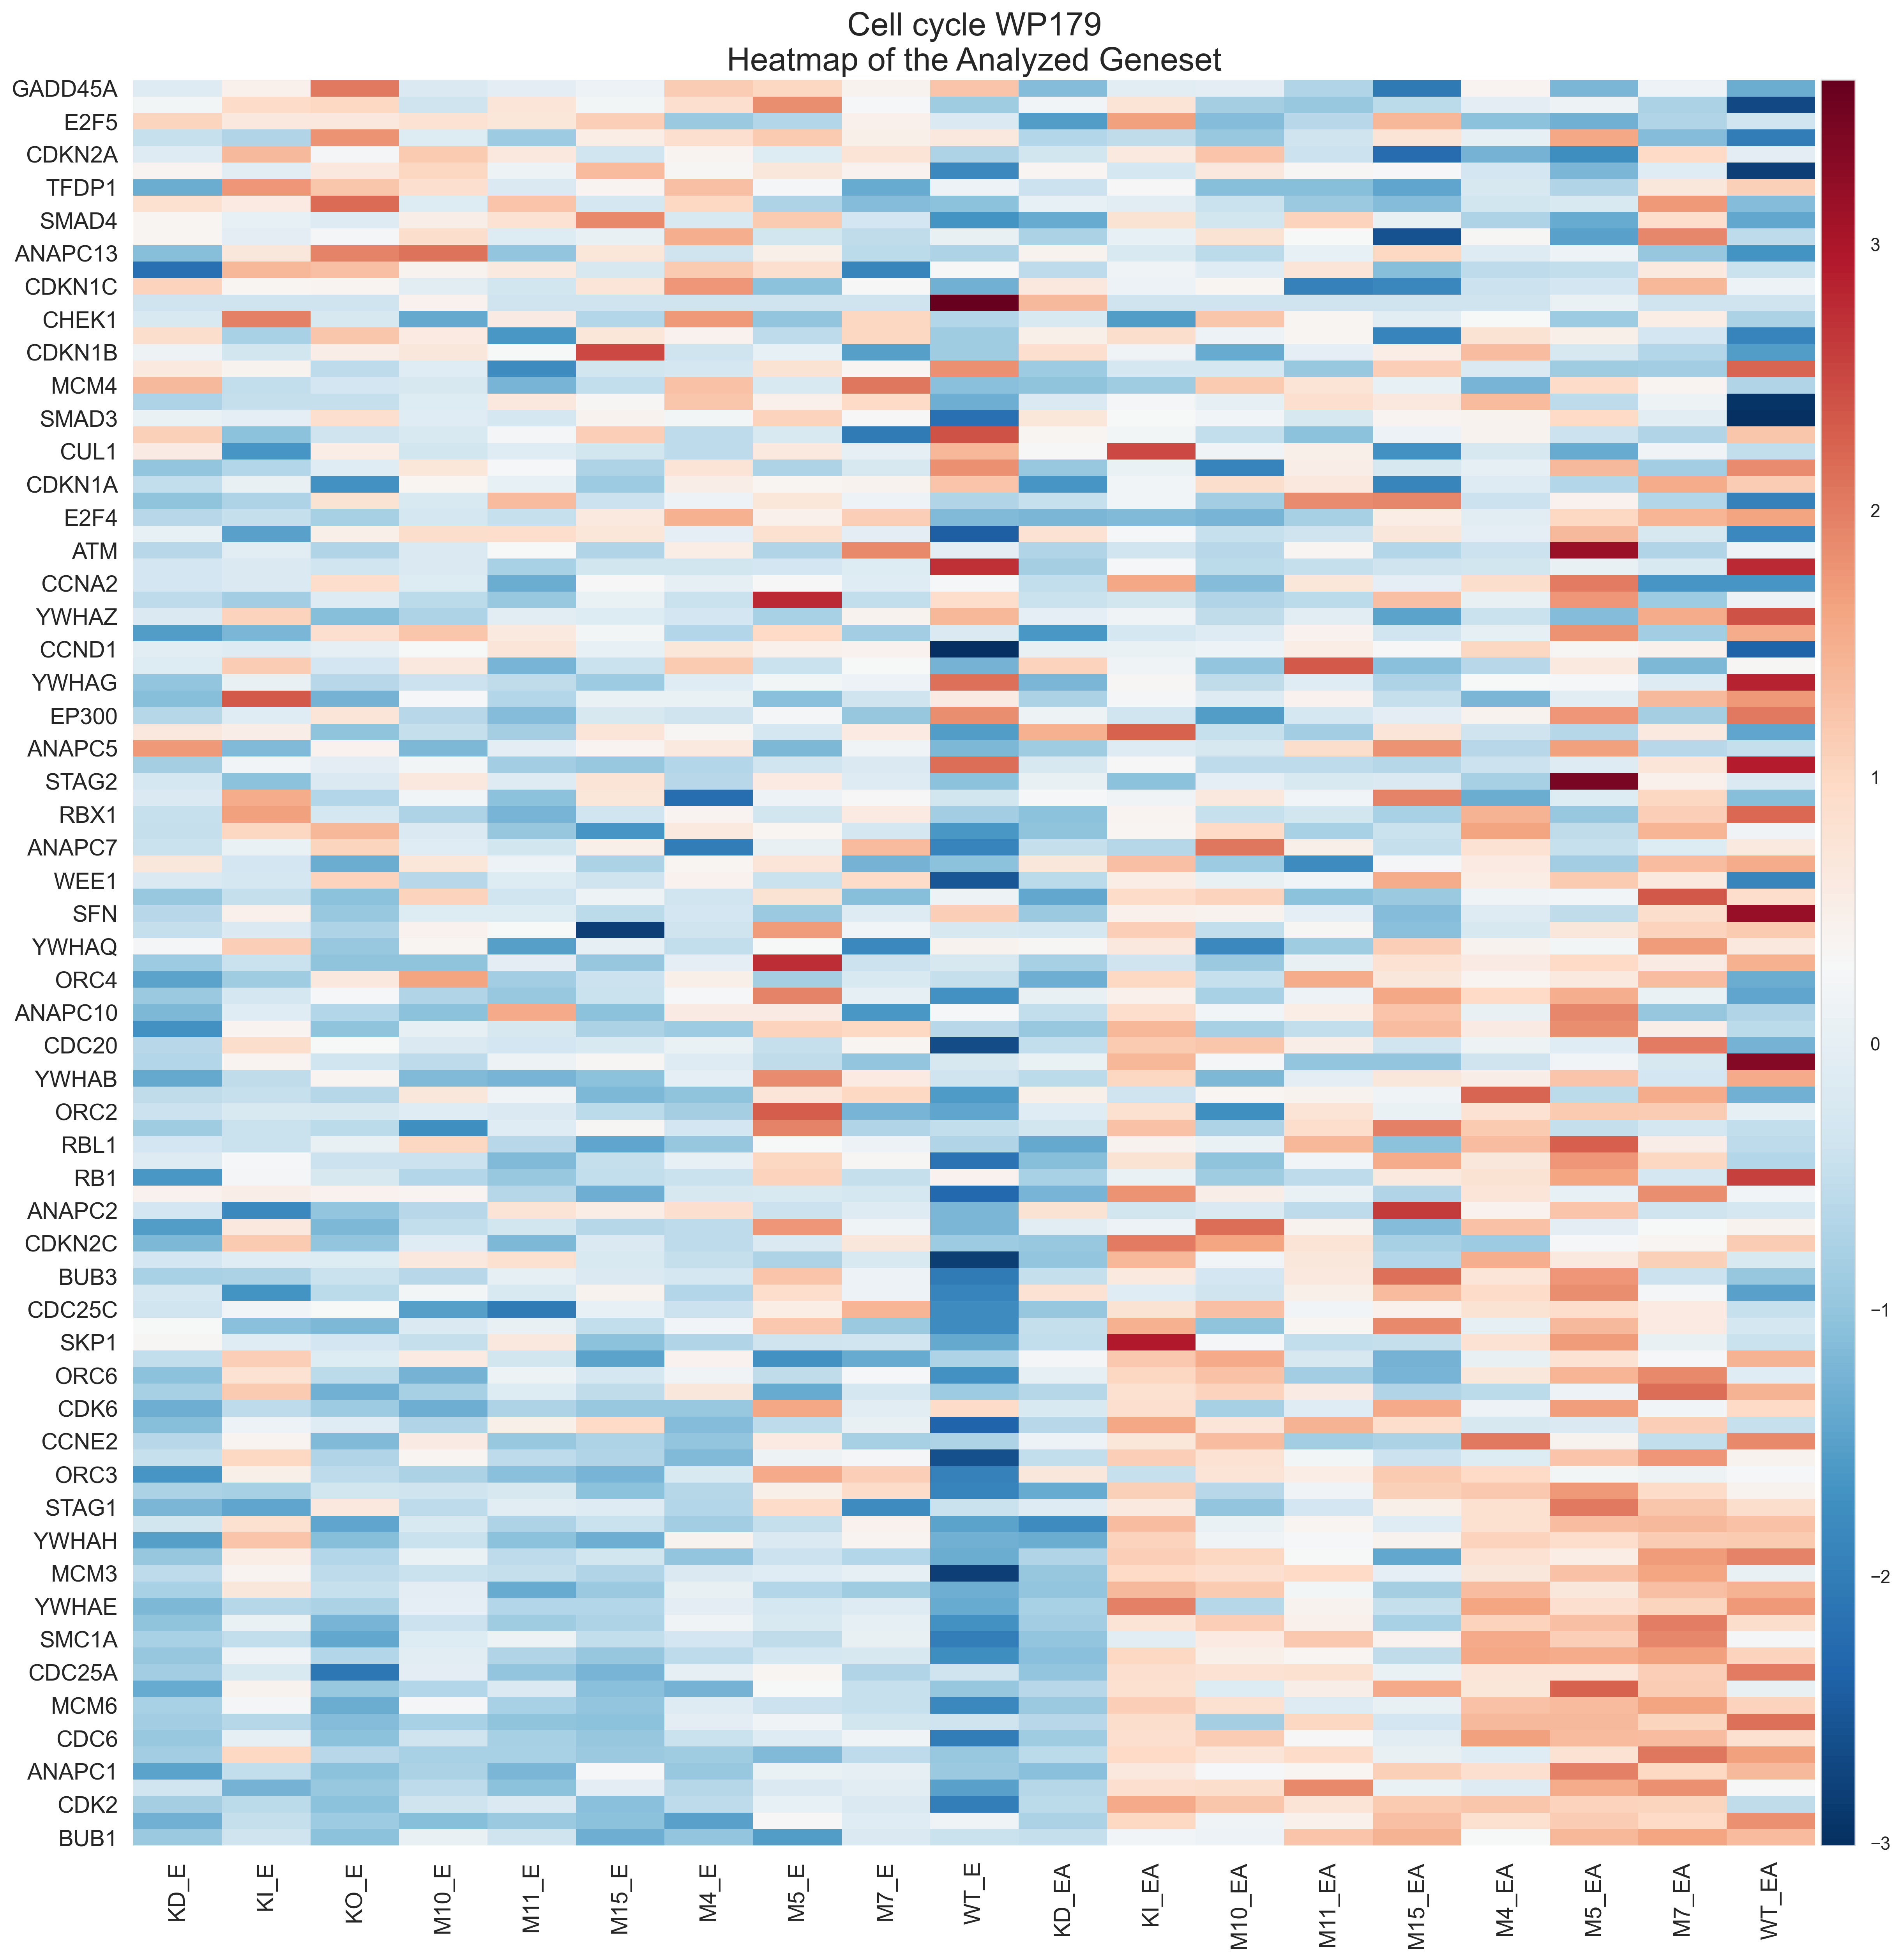 Cell cycle WP179
Heatmap of the Analyzed Geneset
GADD45A
E2F5
CDKN2A
TFDP1
SMAD4
ANAPC13
CDKN1C
CHEK1
CDKN1B
MCM4
SMAD3
CUL1
CDKN1A
E2F4
ATM
CCNA2
YWHAZ
CCND1
YWHAG
EP300
ANAPC5
STAG2
RBX1
ANAPC7
WEE1
SFN
YWHAQ
ORC4
ANAPC10
CDC20
YWHAB
ORC2
RBL1
RB1
ANAPC2
CDKN2C
BUB3
CDC25C
SKP1
ORC6
CDK6
CCNE2
ORC3
STAG1
YWHAH
MCM3
YWHAE
SMC1A
CDC25A
MCM6
CDC6
ANAPC1
CDK2
BUB1
KD_E
KI_E
KO_E
M10_E
M11_E
M15_E
M4_E
M5_E
M7_E
WT_E
KD_EA
KI_EA
M10_EA
M11_EA
M15_EA
M4_EA
M5_EA
M7_EA
WT_EA
3
2
1
0
−1
−2
−3